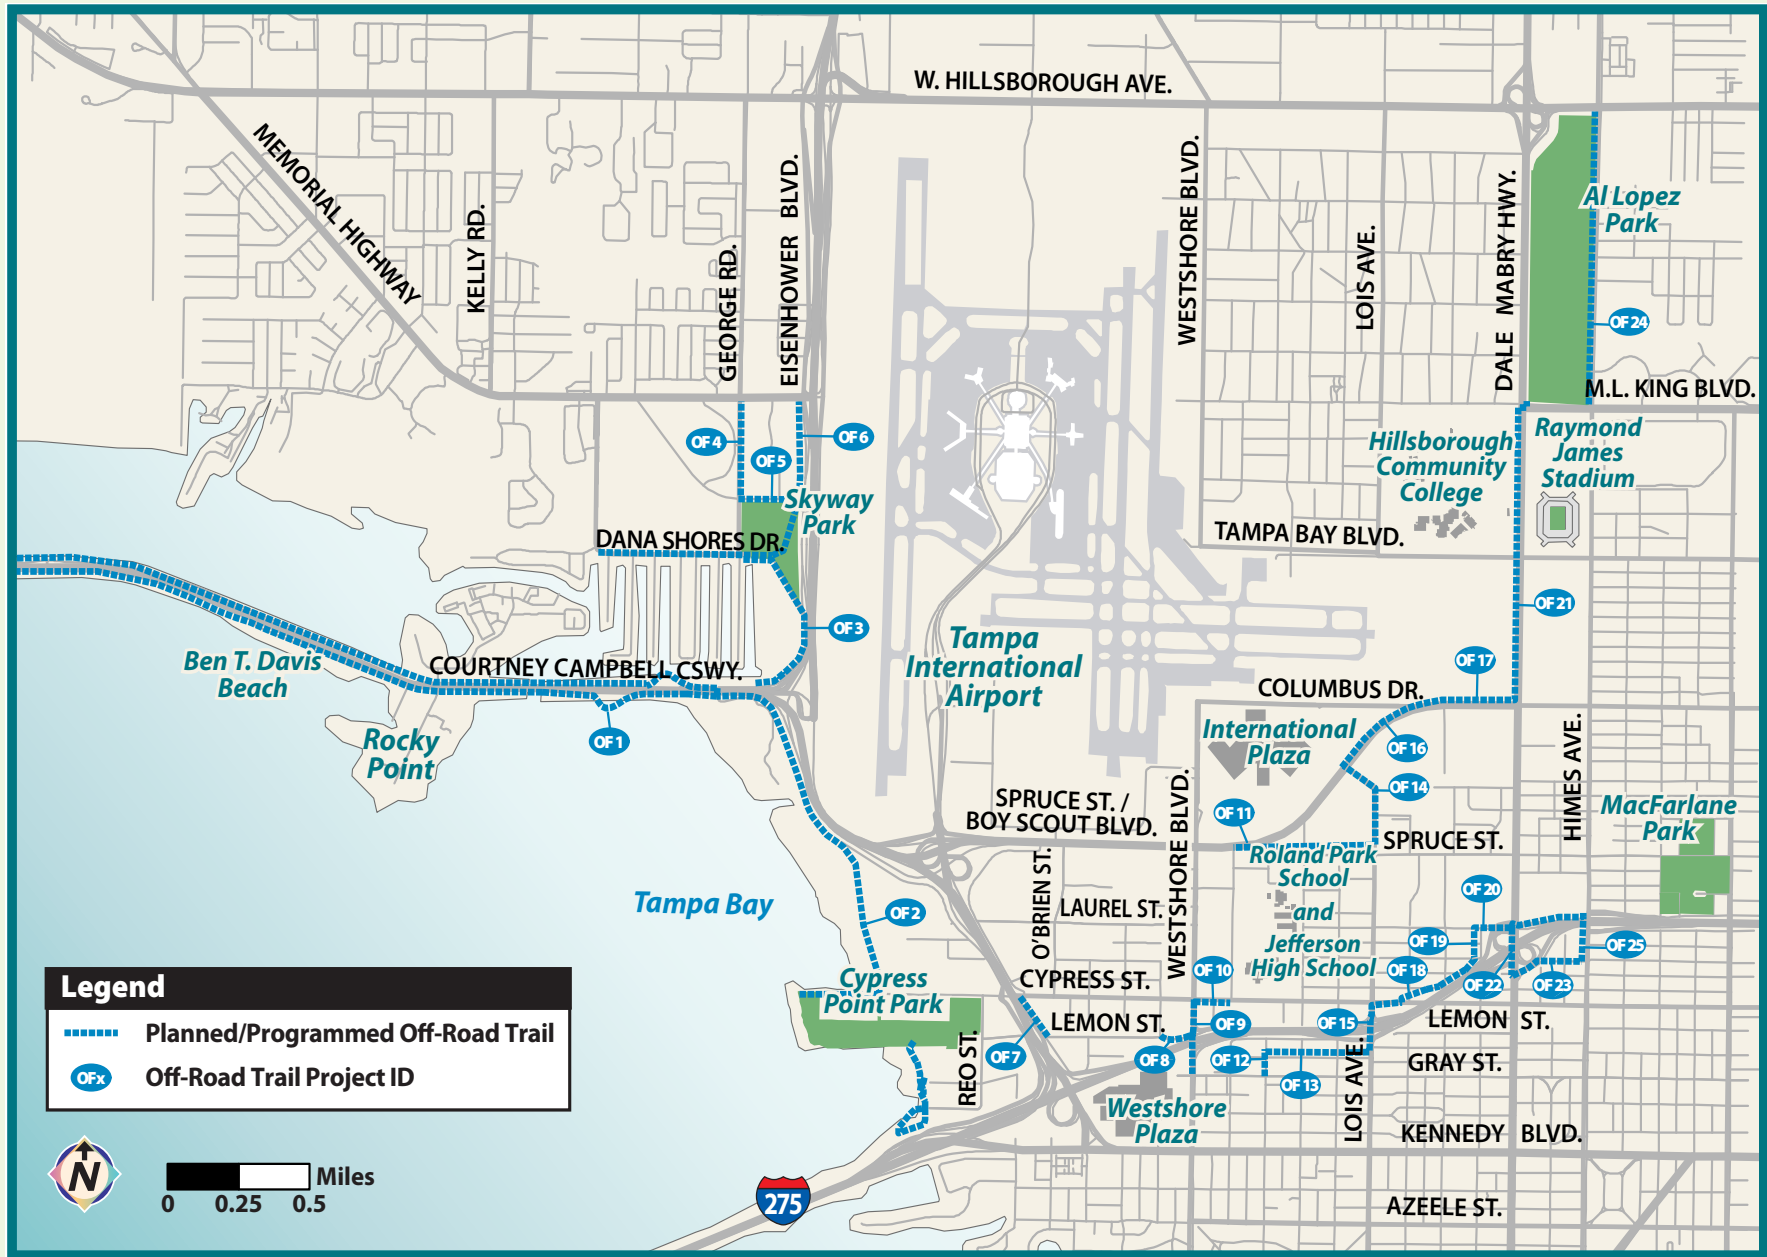 W. HILLSBOROUGH AVE.
MEMORIAL HIGHWAY
KELLY RD.
GEORGE RD.
EISENHOWER BLVD.
WESTSHORE BLVD.
LOIS AVE.
DALE MABRY HWY.
Al Lopez
Park
OF 24
M.L. KING BLVD.
OF 4
OF 5
OF 6
Skyway
Park
Hillsborough
Community
College
Raymond
James
Stadium
DANA SHORES DR.
TAMPA BAY BLVD.
OF 3
OF 21
Tampa
International
Airport
Ben T. Davis
Beach
COURTNEY CAMPBELL CSWY.
OF 17
COLUMBUS DR.
OF 1
Rocky
Point
International
Plaza
OF 16
HIMES AVE.
OF 14
SPRUCE ST. /
BOY SCOUT BLVD.
WESTSHORE BLVD.
OF 11
MacFarlane
Park
SPRUCE ST.
Roland Park
School
and
Jefferson
High School
O'BRIEN ST.
LAUREL ST.
OF 20
Tampa Bay
OF 2
OF 19
OF 25
CYPRESS ST.
OF 10
OF 18
OF 22
OF 23
Cypress
Point Park
LEMON ST.
OF 9
OF 15
LEMON ST.
REO ST.
OF 7
OF 8
OF 12
OF 13
LOIS AVE.
GRAY ST.
Westshore
Plaza
KENNEDY BLVD.
AZEELE ST.
275
Legend
Planned/Programmed Off-Road Trail
OFx Off-Road Trail Project ID
N
Miles
0 0.25 0.5